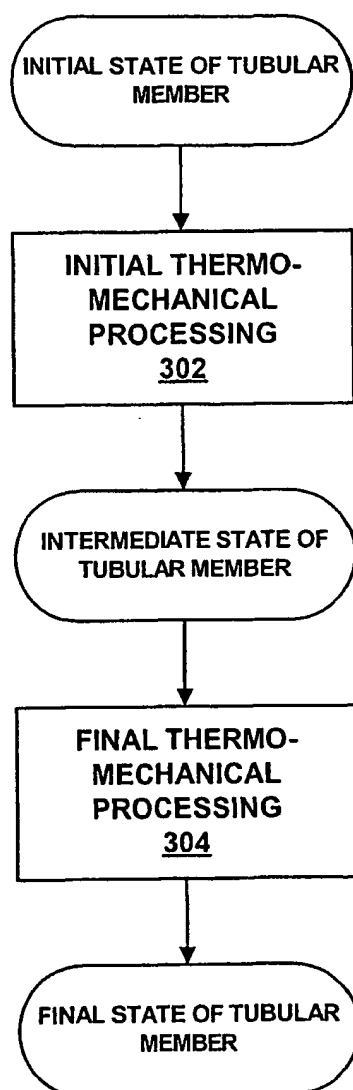 INITIAL STATE OF TUBULAR
MEMBER
INITIAL THERMO-
MECHANICAL
PROCESSING
302
INTERMEDIATE STATE OF
TUBULAR MEMBER
FINAL THERMO-
MECHANICAL
PROCESSING
304
FINAL STATE OF TUBULAR
MEMBER